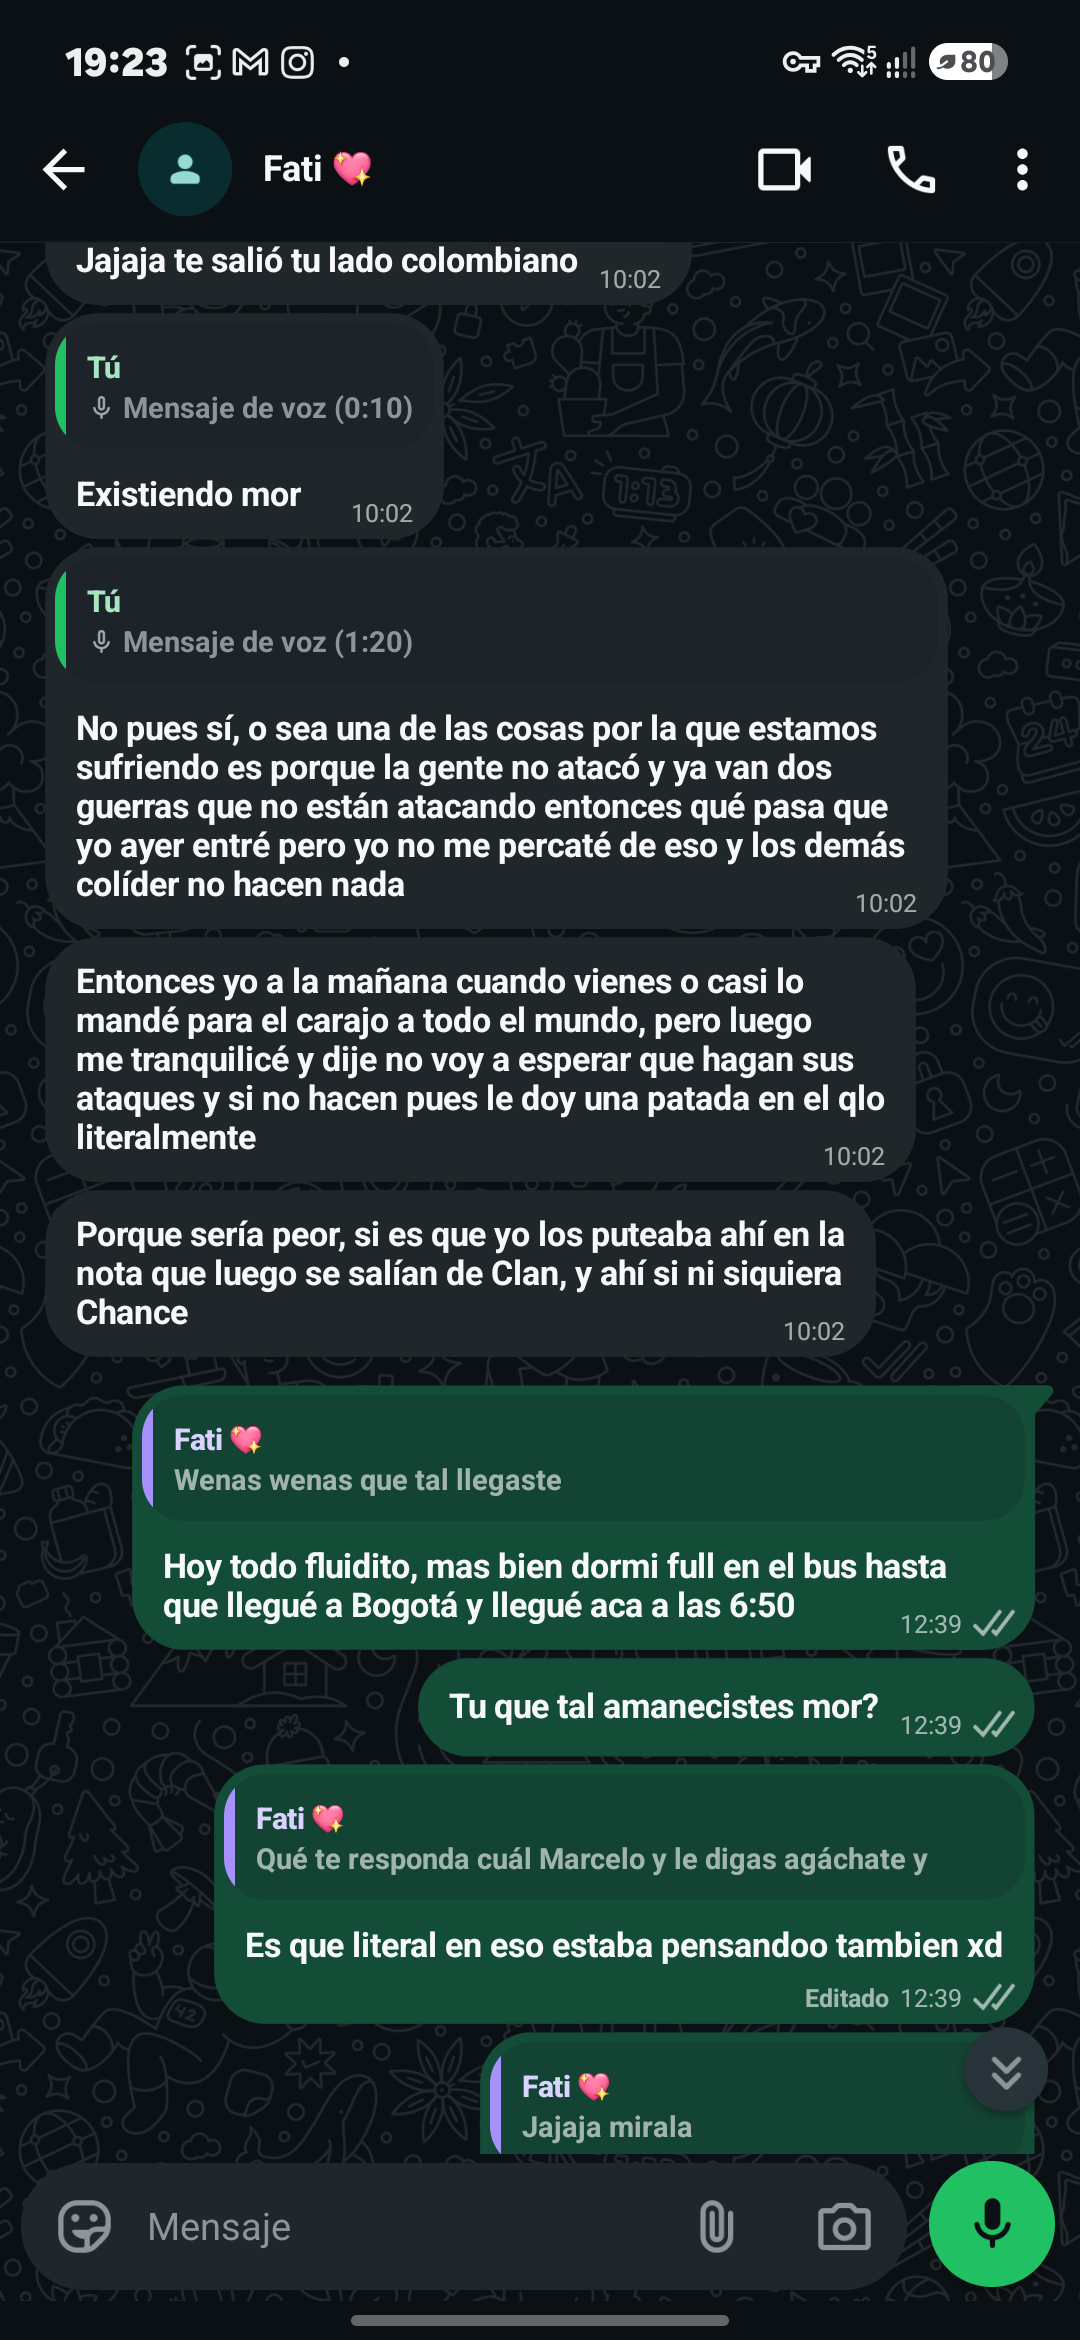 19:23
5
80
Fati 💖
Jajaja te salió tu lado colombiano
10:02
Tú
Mensaje de voz (0:10)
Existiendo mor
10:02
Tú
Mensaje de voz (1:20)
No pues sí, o sea una de las cosas por la que estamos
sufriendo es porque la gente no atacó y ya van dos
guerras que no están atacando entonces qué pasa que
yo ayer entré pero yo no me percaté de eso y los demás
colíder no hacen nada
10:02
Entonces yo a la mañana cuando vienes o casi lo
mandé para el carajo a todo el mundo, pero luego
me tranquilicé y dije no voy a esperar que hagan sus
ataques y si no hacen pues le doy una patada en el qlo
literalmente
10:02
Porque sería peor, si es que yo los puteaba ahí en la
nota que luego se salían de Clan, y ahí si ni siquiera
Chance
10:02
Fati 💖
Wenas wenas que tal llegaste
Hoy todo fluidito, mas bien dormi full en el bus hasta
que llegué a Bogotá y llegué aca a las 6:50
12:39
Tu que tal amanecistes mor?
12:39
Fati 💖
Qué te responda cuál Marcelo y le digas agáchate y
Es que literal en eso estaba pensandoo tambien xd
Editado 12:39
Fati 💖
Jajaja mirala
Mensaje